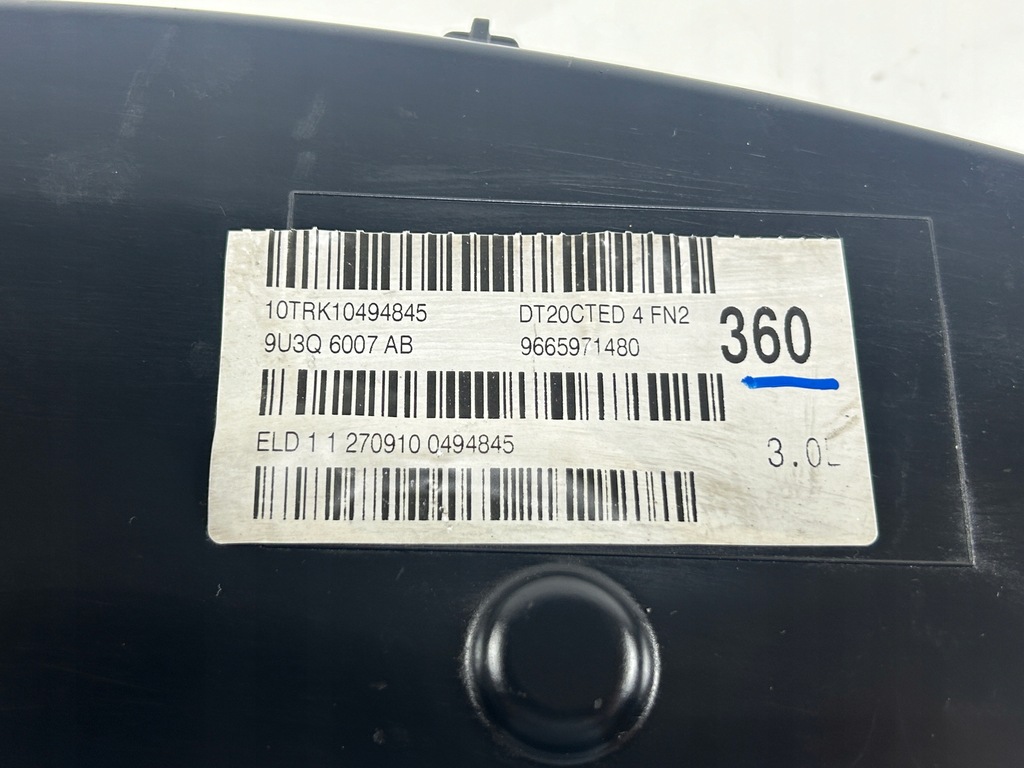 10TRK10494845 DT20CTED 4 FN2
9U3Q 6007 AB 9665971480
360
ELD 1 1 270910 0494845
3.0L